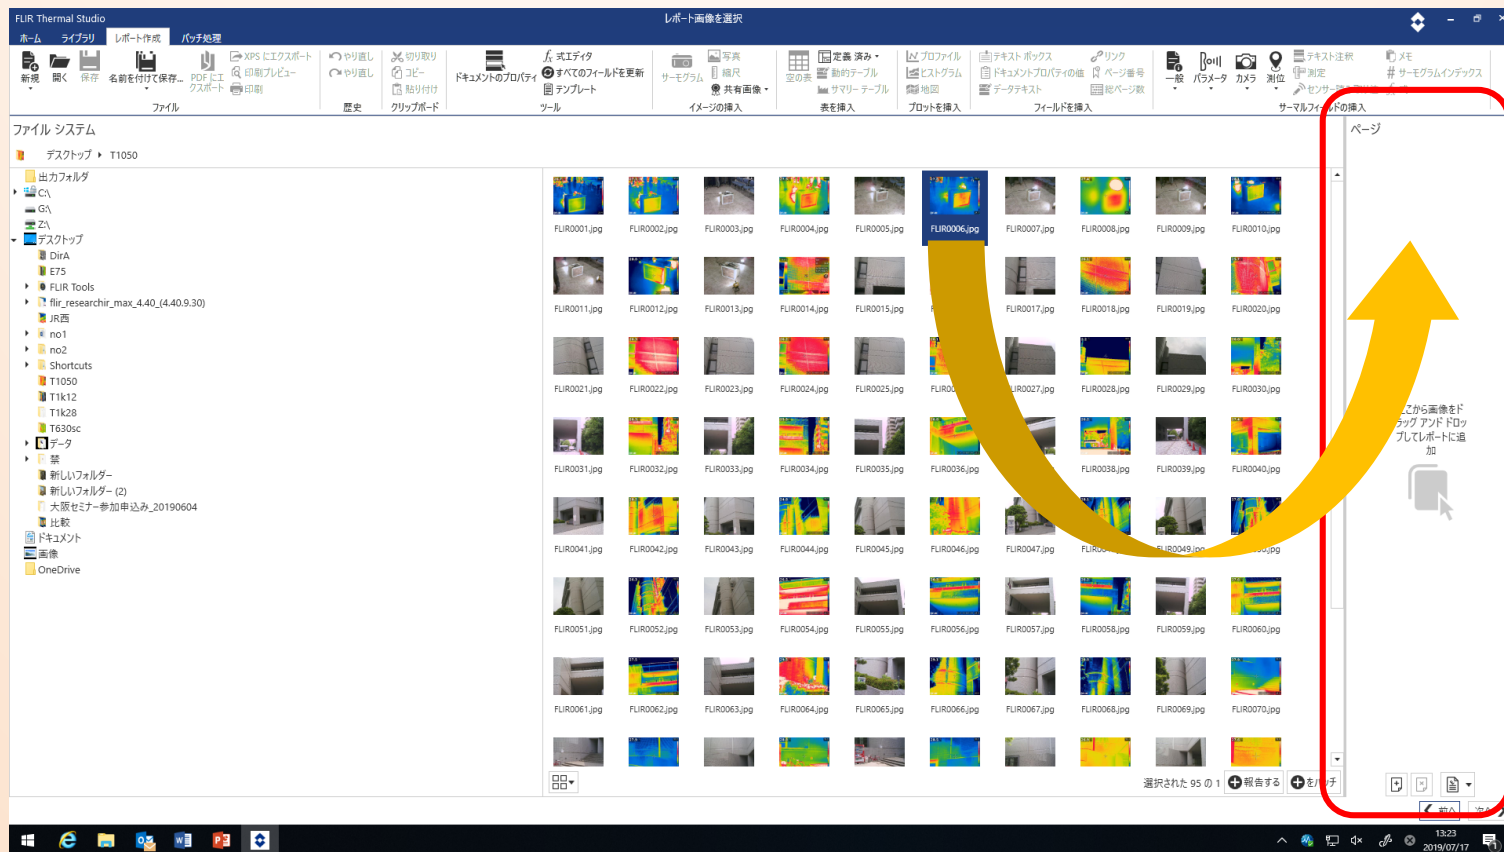 FLIR Thermal Studio
レポート画像を選択
ホーム ライブラリ レポート作成 バッチ処理
新規 開く 保存 名前を付けて保存... PDF にエクスポート
XPS にエクスポート
印刷プレビュー
印刷
ファイル
やり直し
やり直し
歴史
切り取り
コピー
貼り付け
クリップボード
ドキュメントのプロパティ
式エディタ
すべてのフィールドを更新
テンプレート
ツール
サーモグラム
写真
縮尺
共有画像
イメージの挿入
空の表
定義 済み
動的テーブル
サマリー テーブル
表を挿入
プロファイル
ヒストグラム
地図
プロットを挿入
テキスト ボックス
ドキュメントプロパティの値
データテキスト
リンク
ページ番号
総ページ数
フィールドを挿入
一般 パラメータ カメラ 測位
テキスト注釈
測定
メモ
# サーモグラムインデックス
サーマルフィールドの挿入
ファイル システム
デスクトップ T1050
出力フォルダ
C:\
G:\
Z:\
デスクトップ
DirA
E75
FLIR Tools
flir_researchir_max_4.40_(4.40.9.30)
JR西
no1
no2
Shortcuts
T1050
T1k12
T1k28
T630sc
データ
禁
新しいフォルダー
新しいフォルダー (2)
大阪セミナー参加申込み_20190604
比較
ドキュメント
画像
OneDrive
FLIR0001.jpg FLIR0002.jpg FLIR0003.jpg FLIR0004.jpg FLIR0005.jpg FLIR0006.jpg FLIR0007.jpg FLIR0008.jpg FLIR0009.jpg FLIR0010.jpg
FLIR0011.jpg FLIR0012.jpg FLIR0013.jpg FLIR0014.jpg FLIR0015.jpg FLIR0017.jpg FLIR0018.jpg FLIR0019.jpg FLIR0020.jpg
FLIR0021.jpg FLIR0022.jpg FLIR0023.jpg FLIR0024.jpg FLIR0025.jpg FLIR0027.jpg FLIR0028.jpg FLIR0029.jpg FLIR0030.jpg
FLIR0031.jpg FLIR0032.jpg FLIR0033.jpg FLIR0034.jpg FLIR0035.jpg FLIR0036.jpg FLIR0038.jpg FLIR0039.jpg FLIR0040.jpg
FLIR0041.jpg FLIR0042.jpg FLIR0043.jpg FLIR0044.jpg FLIR0045.jpg FLIR0046.jpg FLIR0047.jpg FLIR0049.jpg
FLIR0051.jpg FLIR0052.jpg FLIR0053.jpg FLIR0054.jpg FLIR0055.jpg FLIR0056.jpg FLIR0057.jpg FLIR0058.jpg FLIR0059.jpg FLIR0060.jpg
FLIR0061.jpg FLIR0062.jpg FLIR0063.jpg FLIR0064.jpg FLIR0065.jpg FLIR0066.jpg FLIR0067.jpg FLIR0068.jpg FLIR0069.jpg FLIR0070.jpg
選択された 95 の 1 報告する
ページ
ここから画像をド
ラッグ アンド ドロッ
プしてレポートに追
加
前へ
13:23
2019/07/17